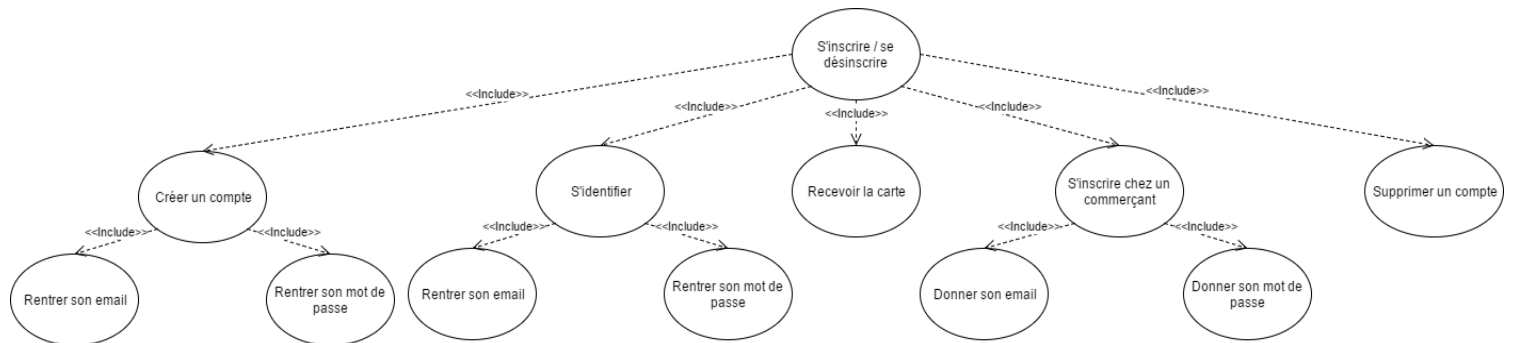 S'inscrire / se
désinscrire
<<Include>>
<<Include>>
<<Include>>
<<Include>>
<<Include>>
Créer un compte
S'identifier
Recevoir la carte
S'inscrire chez un
commerçant
Supprimer un compte
<<Include>>
<<Include>>
<<Include>>
<<Include>>
<<Include>>
<<Include>>
Rentrer son email
Rentrer son mot de
passe
Rentrer son email
Rentrer son mot de
passe
Donner son email
Donner son mot de
passe